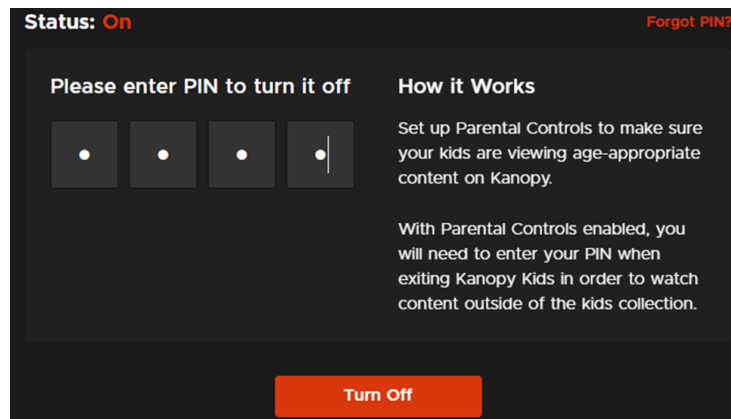 Status: On
Forgot PIN?
Please enter PIN to turn it off
How it Works
Set up Parental Controls to make sure
your kids are viewing age-appropriate
content on Kanopy.
With Parental Controls enabled, you
will need to enter your PIN when
exiting Kanopy Kids in order to watch
content outside of the kids collection.
Turn Off